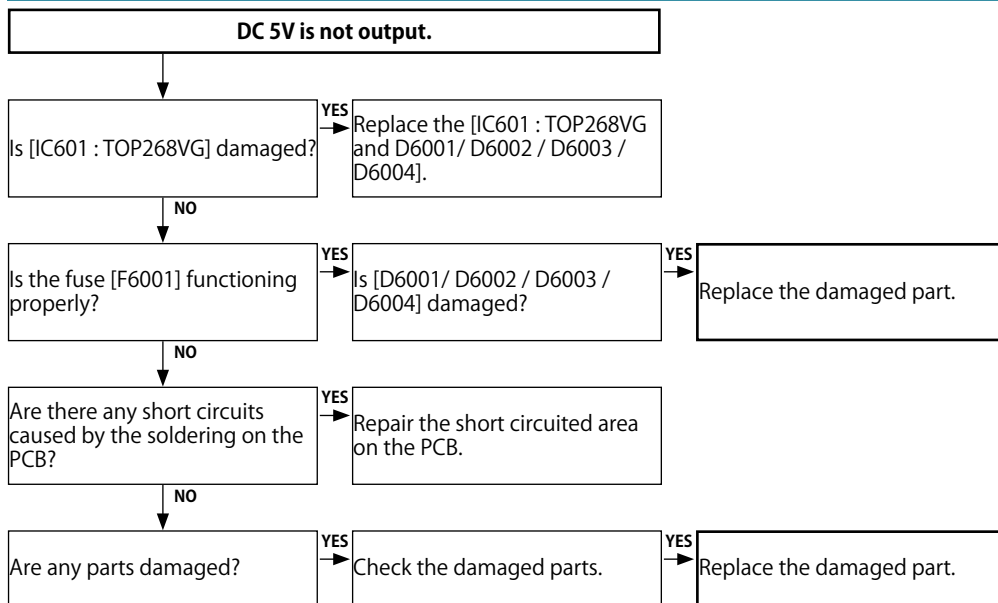 DC 5V is not output.
YES
Is [IC601 : TOP268VG] damaged?
Replace the [IC601 : TOP268VG
and D6001/ D6002 / D6003 /
D6004].
NO
YES
YES
Is the fuse [F6001] functioning
properly?
Is [D6001/ D6002 / D6003 /
D6004] damaged?
Replace the damaged part.
NO
YES
Are there any short circuits
caused by the soldering on the
PCB?
Repair the short circuited area
on the PCB.
NO
YES
YES
Are any parts damaged?
Check the damaged parts.
Replace the damaged part.